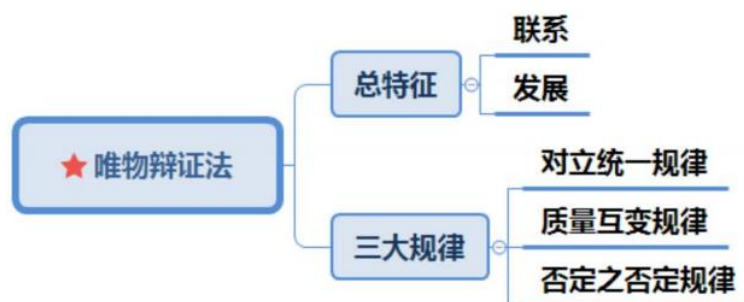 唯物辩证法
总特征
联系
发展
三大规律
对立统一规律
质量互变规律
否定之否定规律